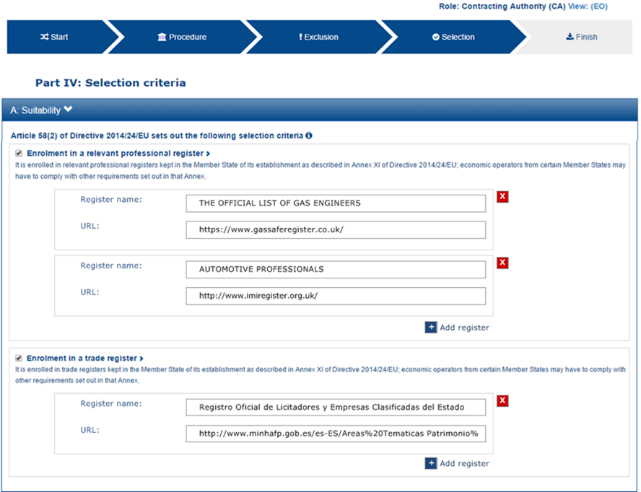 Role: Contracting Authority (CA) View: (EO)
Start
Procedure
Exclusion
Selection
Finish
Part IV: Selection criteria
A: Suitability
Article 58(2) of Directive 2014/24/EU sets out the following selection criteria
Enrolment in a relevant professional register >
It is enrolled in relevant professional registers kept in the Member State of its establishment as described in Annex XI of Directive 2014/24/EU; economic operators from certain Member States may
have to comply with other requirements set out in that Annex.
Register name: THE OFFICIAL LIST OF GAS ENGINEERS
X
URL: https://www.gassaferegister.co.uk/
Register name: AUTOMOTIVE PROFESSIONALS
X
URL: http://www.imiregister.org.uk/
+ Add register
Enrolment in a trade register >
It is enrolled in trade registers kept in the Member State of its establishment as described in Annex XI of Directive 2014/24/EU; economic operators from certain Member States may have to comply with
other requirements set out in that Annex.
Register name: Registro Oficial de Licitadores y Empresas Clasificadas del Estado
X
URL: http://www.minhafp.gob.es/es-ES/Areas%20Tematicas Patrimonio%
+ Add register